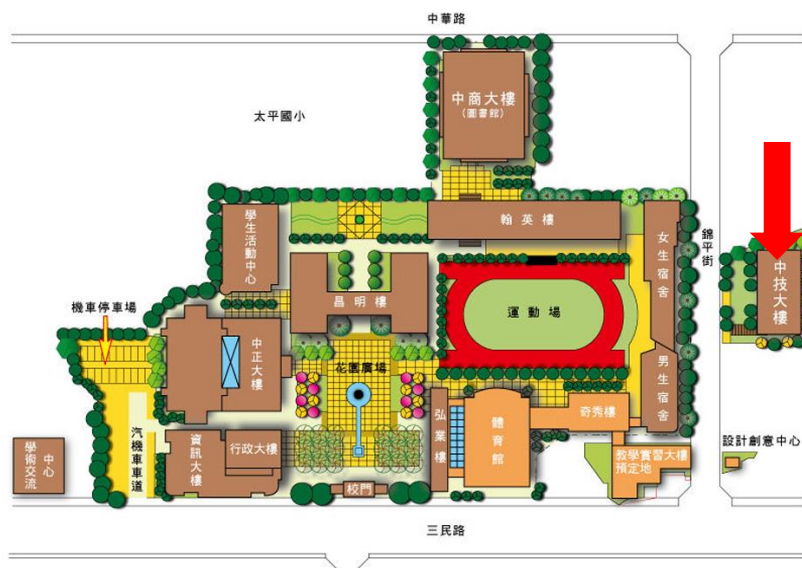 中華路
中商大樓
(圖書館)
太平國小
學生活動中心
翰英樓
女生宿舍
錦平街
中技大樓
昌明樓
運動場
機車停車場
中正大樓
花園廣場
男生宿舍
奇秀樓
弘業樓
體育館
設計創意中心
教學實習大樓
預定地
學術交流
中心
汽機車車道
資訊大樓
行政大樓
校門
三民路